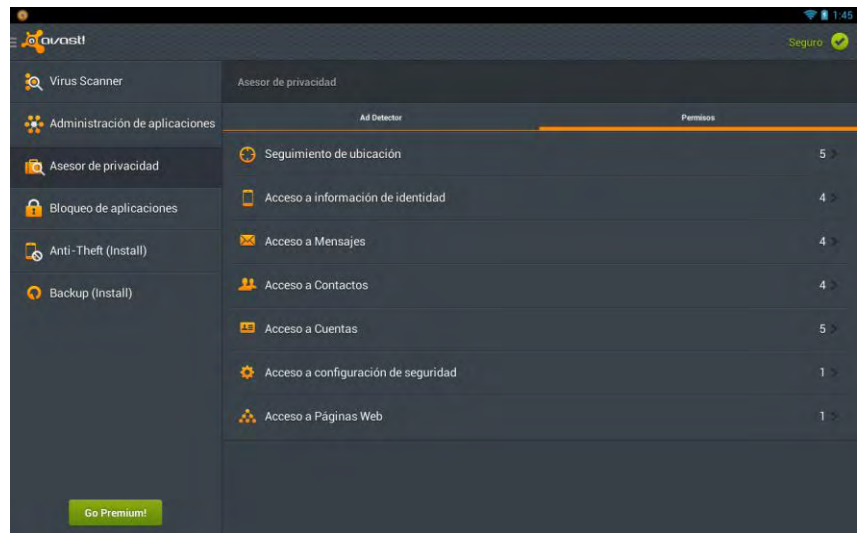 1:45
avast!
Seguro
Virus Scanner
Administración de aplicaciones
Asesor de privacidad
Bloqueo de aplicaciones
Anti-Theft (Install)
Backup (Install)
Go Premium!
Asesor de privacidad
Ad Detector
Permisos
Seguimiento de ubicación 5
Acceso a información de identidad 4
Acceso a Mensajes 4
Acceso a Contactos 4
Acceso a Cuentas 5
Acceso a configuración de seguridad 1
Acceso a Páginas Web 1